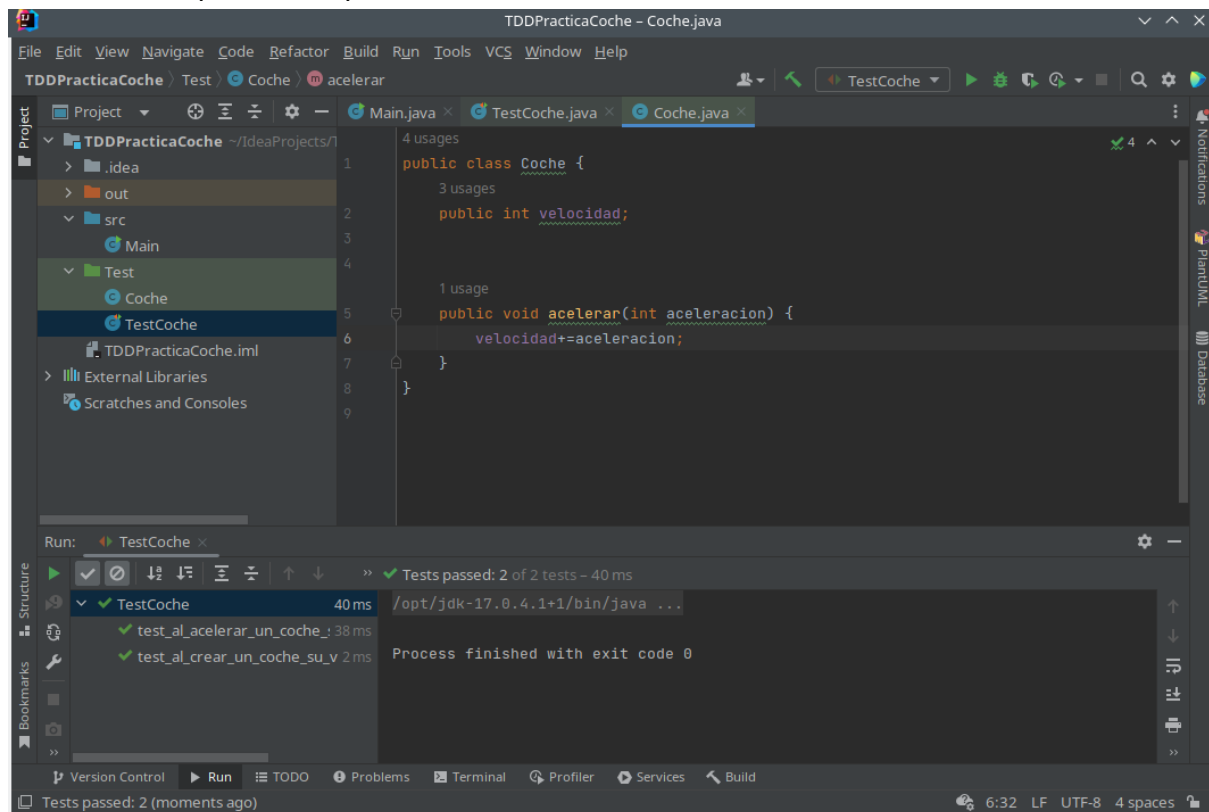 TDDPracticaCoche – Coche.java
File Edit View Navigate Code Refactor Build Run Tools VCS Window Help
TDDPracticaCoche Test Coche acelerar
TestCoche
Project
Main.java
TestCoche.java
Coche.java
Project
TDDPracticaCoche ~/IdeaProjects/T
.idea
out
src
Main
Test
Coche
TestCoche
TDDPracticaCoche.iml
External Libraries
Scratches and Consoles
4 usages
4
1 public class Coche {
3 usages
2 public int velocidad;
3
4
1 usage
5 public void acelerar(int aceleracion) {
6 velocidad+=aceleracion;
7 }
8 }
9
Notifications
PlantUML
Database
Run: TestCoche
Tests passed: 2 of 2 tests – 40 ms
TestCoche 40 ms
test_al_acelerar_un_coche_s 38 ms
test_al_crear_un_coche_su_v 2 ms
/opt/jdk-17.0.4.1+1/bin/java ...
Process finished with exit code 0
Structure
Bookmarks
Version Control Run TODO Problems Terminal Profiler Services Build
Tests passed: 2 (moments ago)
6:32 LF UTF-8 4 spaces